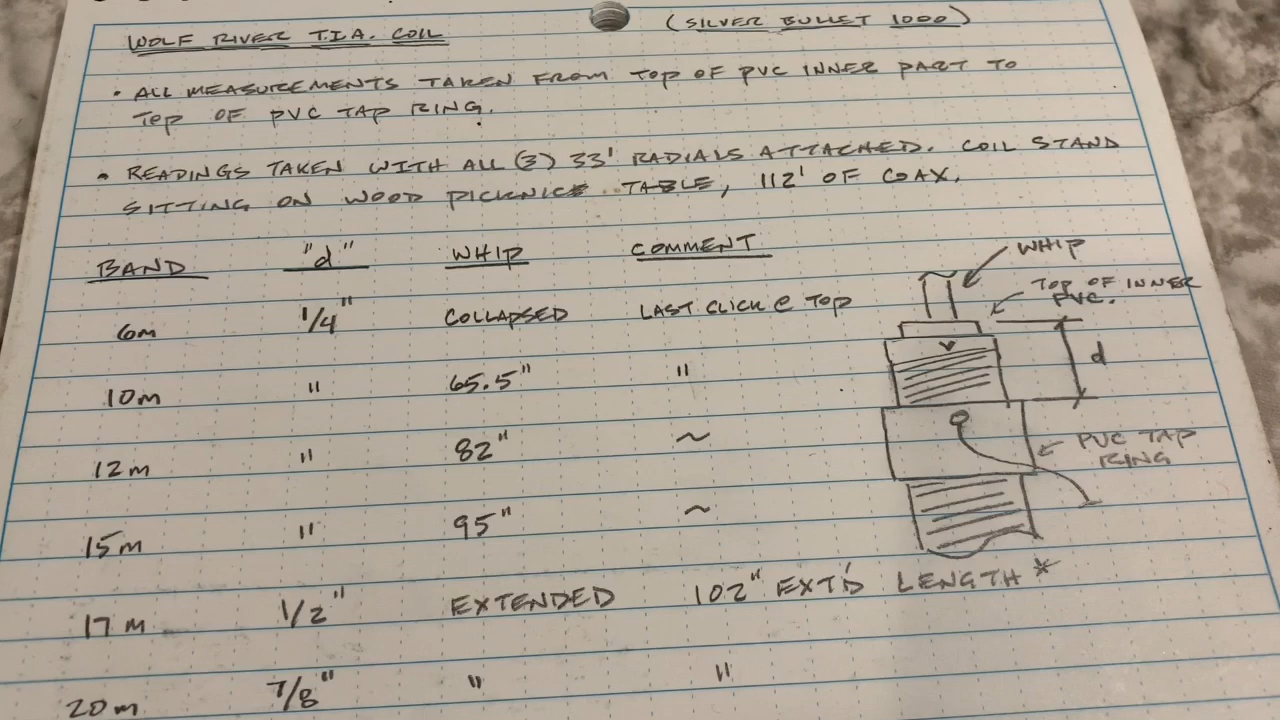 WOLF RIVER T.I.A. COIL (SILVER BULLET 1000)
• ALL MEASUREMENTS TAKEN FROM TOP OF PVC INNER PART TO
TOP OF PVC TAP RING.
• READINGS TAKEN WITH ALL (3) 33' RADIALS ATTACHED. COIL STAND
SITTING ON WOOD PICKNIC TABLE, 112' OF COAX.
BAND "d" WHIP COMMENT
6m 1/4" COLLAPSED LAST CLICK @ TOP
10m " 65.5" "
12m " 82" ~
15m " 95" ~
17m 1/2" EXTENDED 102" EXT'D LENGTH *
20m 7/8" " "
WHIP
TOP OF INNER
PVC.
d
PVC TAP
RING